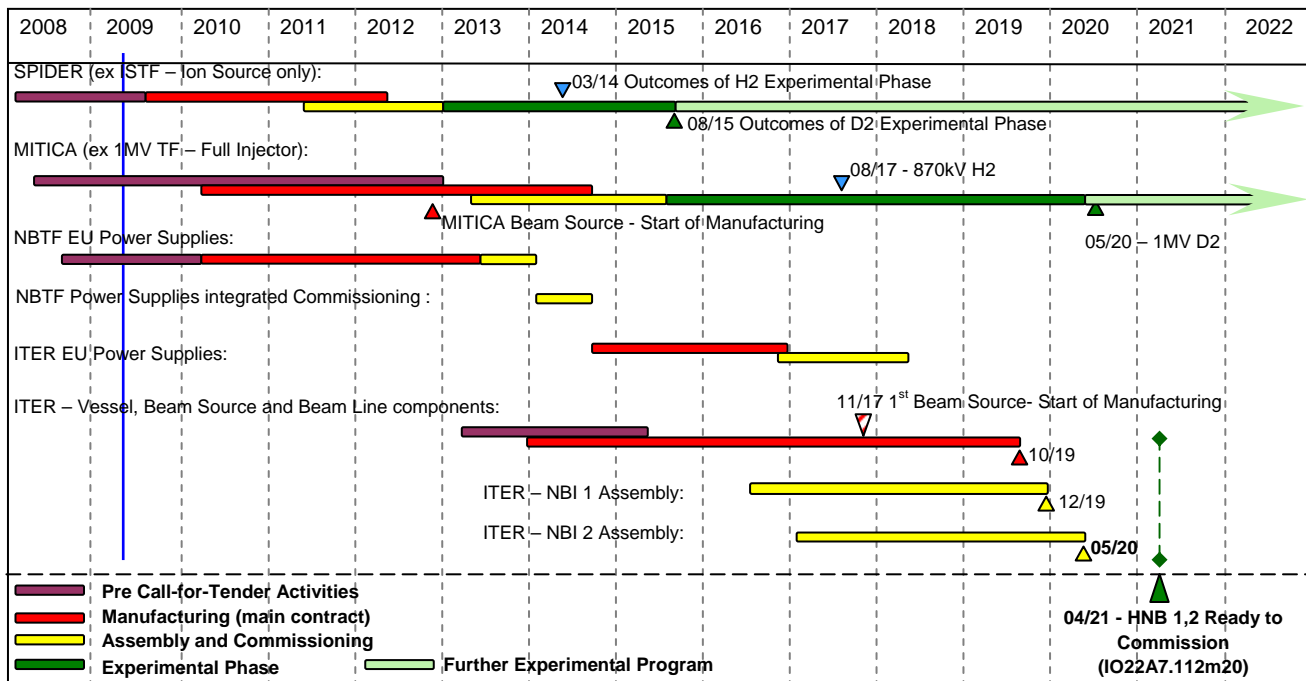 2008 2009 2010 2011 2012 2013 2014 2015 2016 2017 2018 2019 2020 2021 2022
SPIDER (ex ISTF – Ion Source only):
03/14 Outcomes of H2 Experimental Phase
08/15 Outcomes of D2 Experimental Phase
MITICA (ex 1MV TF – Full Injector):
08/17 - 870kV H2
MITICA Beam Source - Start of Manufacturing
NBTF EU Power Supplies:
05/20 – 1MV D2
NBTF Power Supplies integrated Commissioning :
ITER EU Power Supplies:
ITER – Vessel, Beam Source and Beam Line components:
11/17 1st Beam Source- Start of Manufacturing
10/19
ITER – NBI 1 Assembly:
12/19
ITER – NBI 2 Assembly:
05/20
Pre Call-for-Tender Activities
Manufacturing (main contract)
Assembly and Commissioning
Experimental Phase
Further Experimental Program
04/21 - HNB 1,2 Ready to
Commission
(IO22A7.112m20)